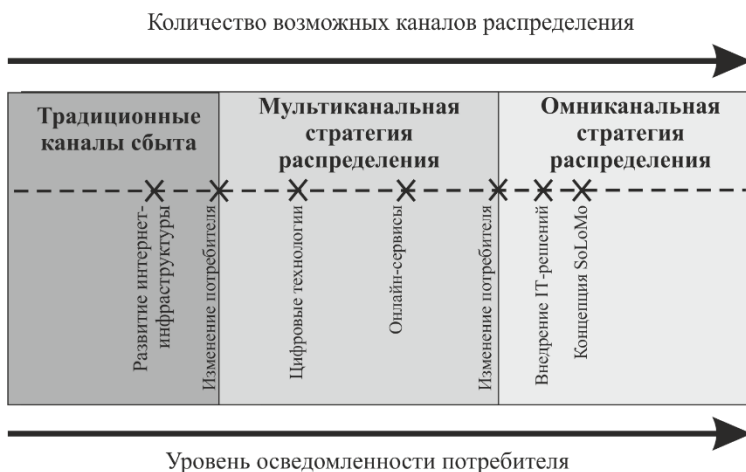 Количество возможных каналов распределения
Традиционные
каналы сбыта
Мультиканальная
стратегия
распределения
Омниканальная
стратегия
распределения
Развитие интернет-
инфраструктуры
Изменение потребителя
Цифровые технологии
Онлайн-сервисы
Изменение потребителя
Внедрение IT-решений
Концепция SoLoMo
Уровень осведомленности потребителя